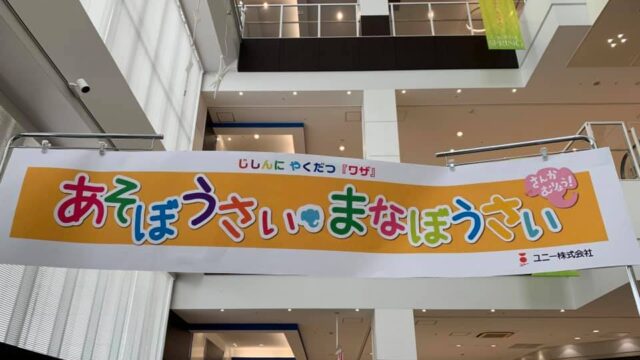 じしんに やくだつ『ワザ』
あそぼうさい・まなぼうさい
さんか
むりょう!
ユニー株式会社
SPRING